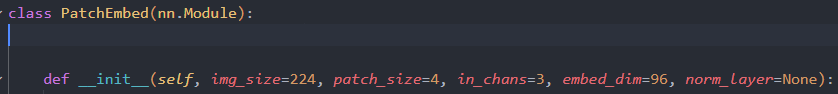 class PatchEmbed(nn.Module):
def __init__(self, img_size=224, patch_size=4, in_chans=3, embed_dim=96, norm_layer=None):